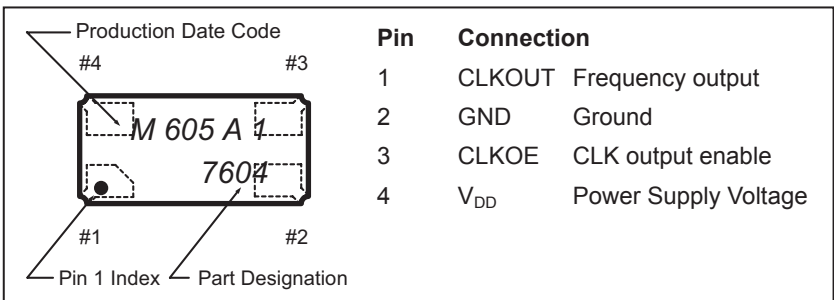 Production Date Code
#4 #3
M 605 A 1
7604
#1 #2
Pin 1 Index Part Designation
Pin Connection
1 CLKOUT Frequency output
2 GND Ground
3 CLKOE CLK output enable
4 VDD Power Supply Voltage